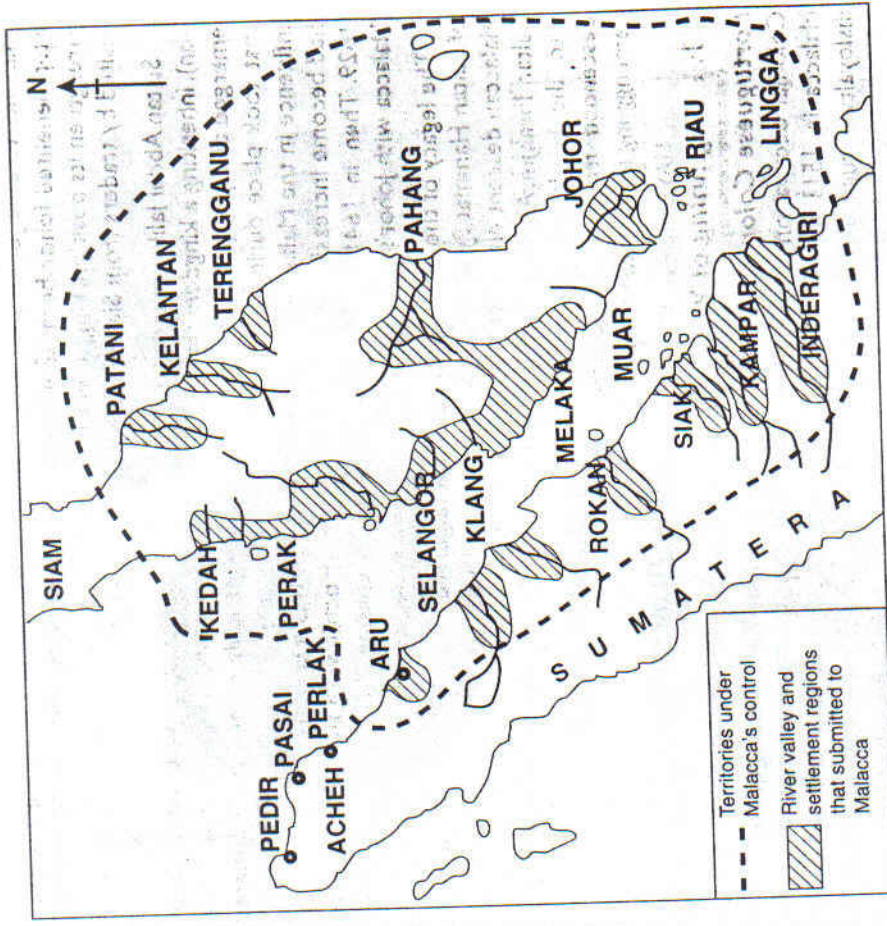 N
SIAM
PATANI
KELANTAN
TERENGGANU
KEDAH
PERAK
PEDIR
PASAI
PERLAK
ACHEH
ARU
SELANGOR
KLANG
PAHANG
MELAKA
MUAR
JOHOR
ROKAN
SIAK
KAMPAR
INDERAGIRI
RIAU
LINGGA
SUMATERA
Territories under
Malacca's control
River valley and
settlement regions
that submitted to
Malacca